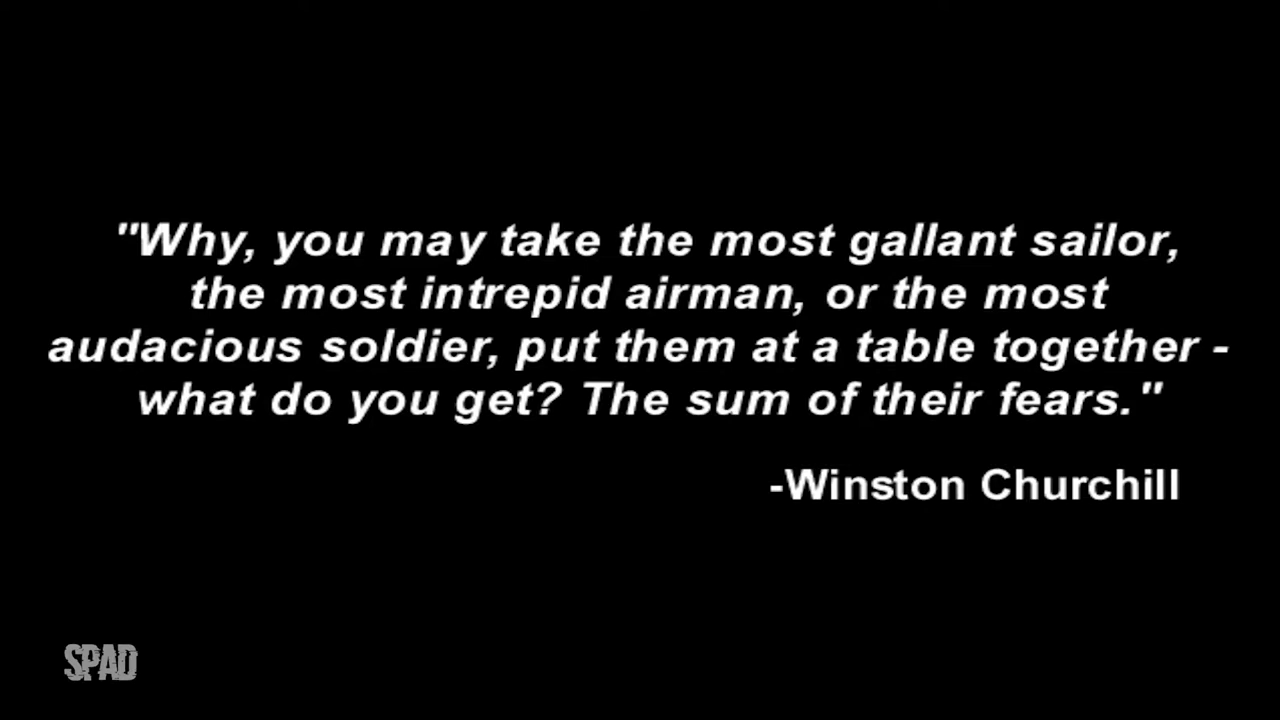 "Why, you may take the most gallant sailor,
the most intrepid airman, or the most
audacious soldier, put them at a table together -
what do you get? The sum of their fears."
-Winston Churchill
SPAD